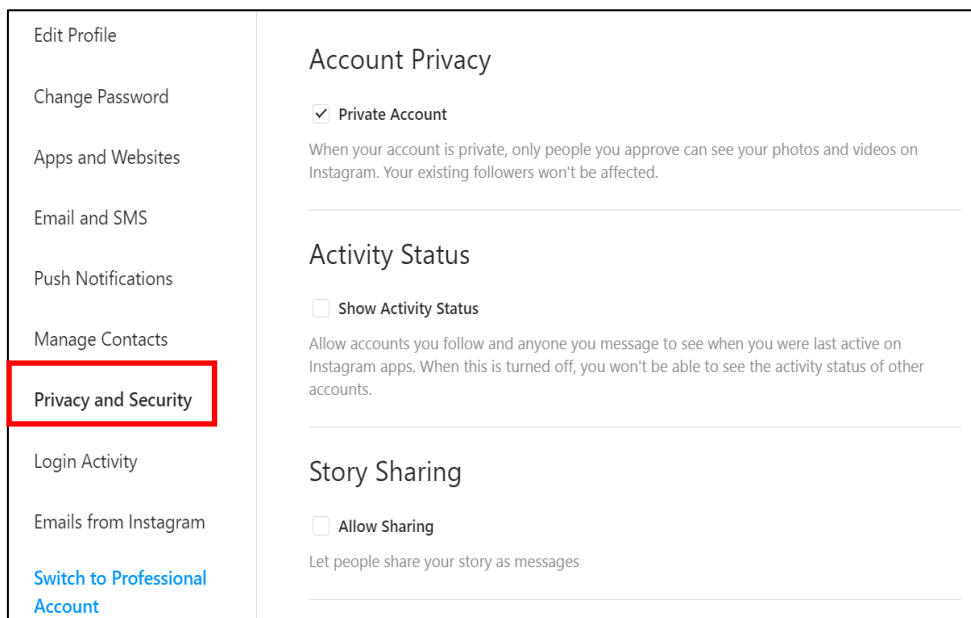 Edit Profile
Change Password
Apps and Websites
Email and SMS
Push Notifications
Manage Contacts
Privacy and Security
Login Activity
Emails from Instagram
Switch to Professional
Account
Account Privacy
Private Account
When your account is private, only people you approve can see your photos and videos on
Instagram. Your existing followers won't be affected.
Activity Status
Show Activity Status
Allow accounts you follow and anyone you message to see when you were last active on
Instagram apps. When this is turned off, you won't be able to see the activity status of other
accounts.
Story Sharing
Allow Sharing
Let people share your story as messages